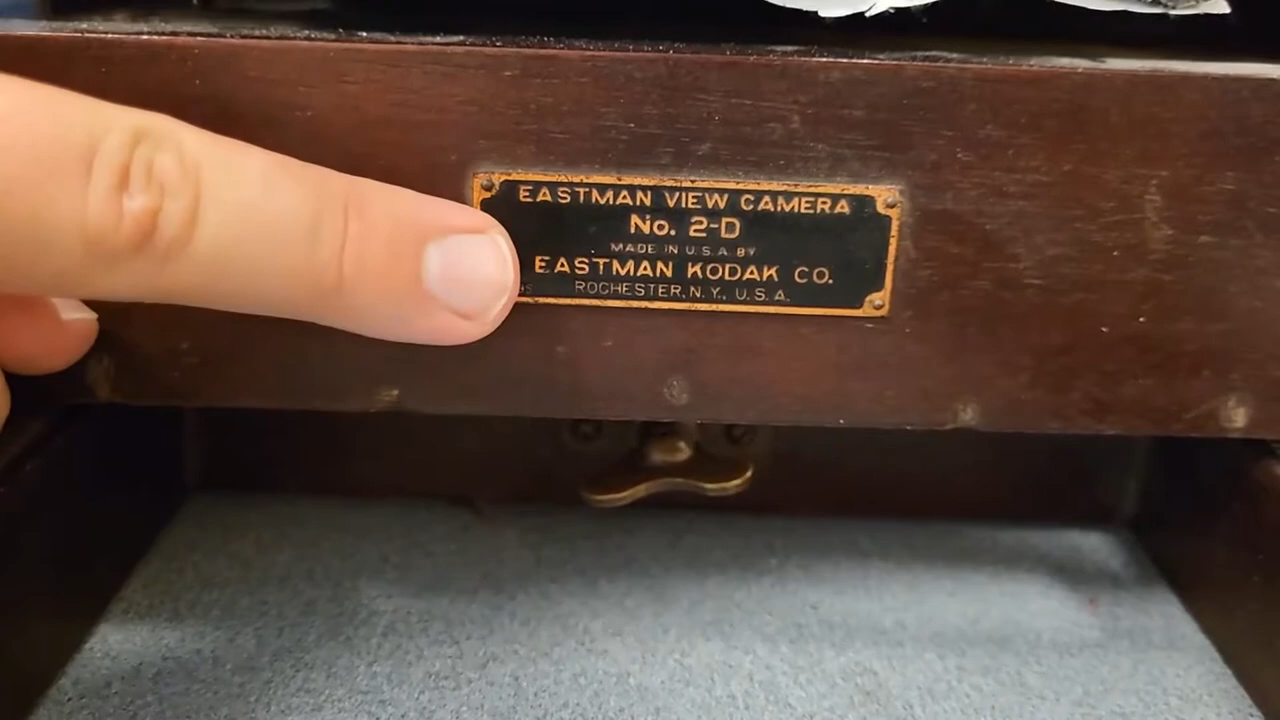 EASTMAN VIEW CAMERA
No. 2-D
MADE IN U.S.A. BY
EASTMAN KODAK CO.
ROCHESTER, N.Y., U.S.A.